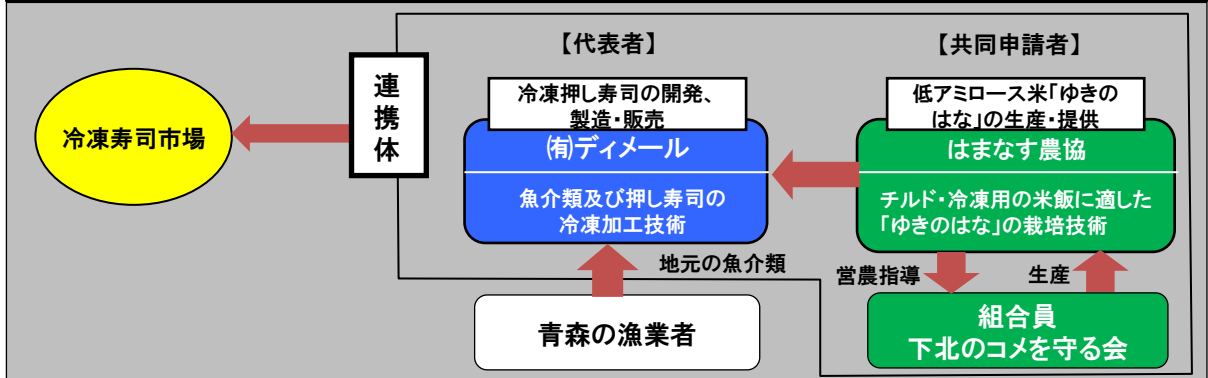 【代表者】
【共同申請者】
連
携
体
冷凍寿司市場
冷凍押し寿司の開発、
製造・販売
㈲ディメール
魚介類及び押し寿司の
冷凍加工技術
低アミロース米「ゆきの
はな」の生産・提供
はまなす農協
チルド・冷凍用の米飯に適した
「ゆきのはな」の栽培技術
地元の魚介類
営農指導
生産
青森の漁業者
組合員
下北のコメを守る会